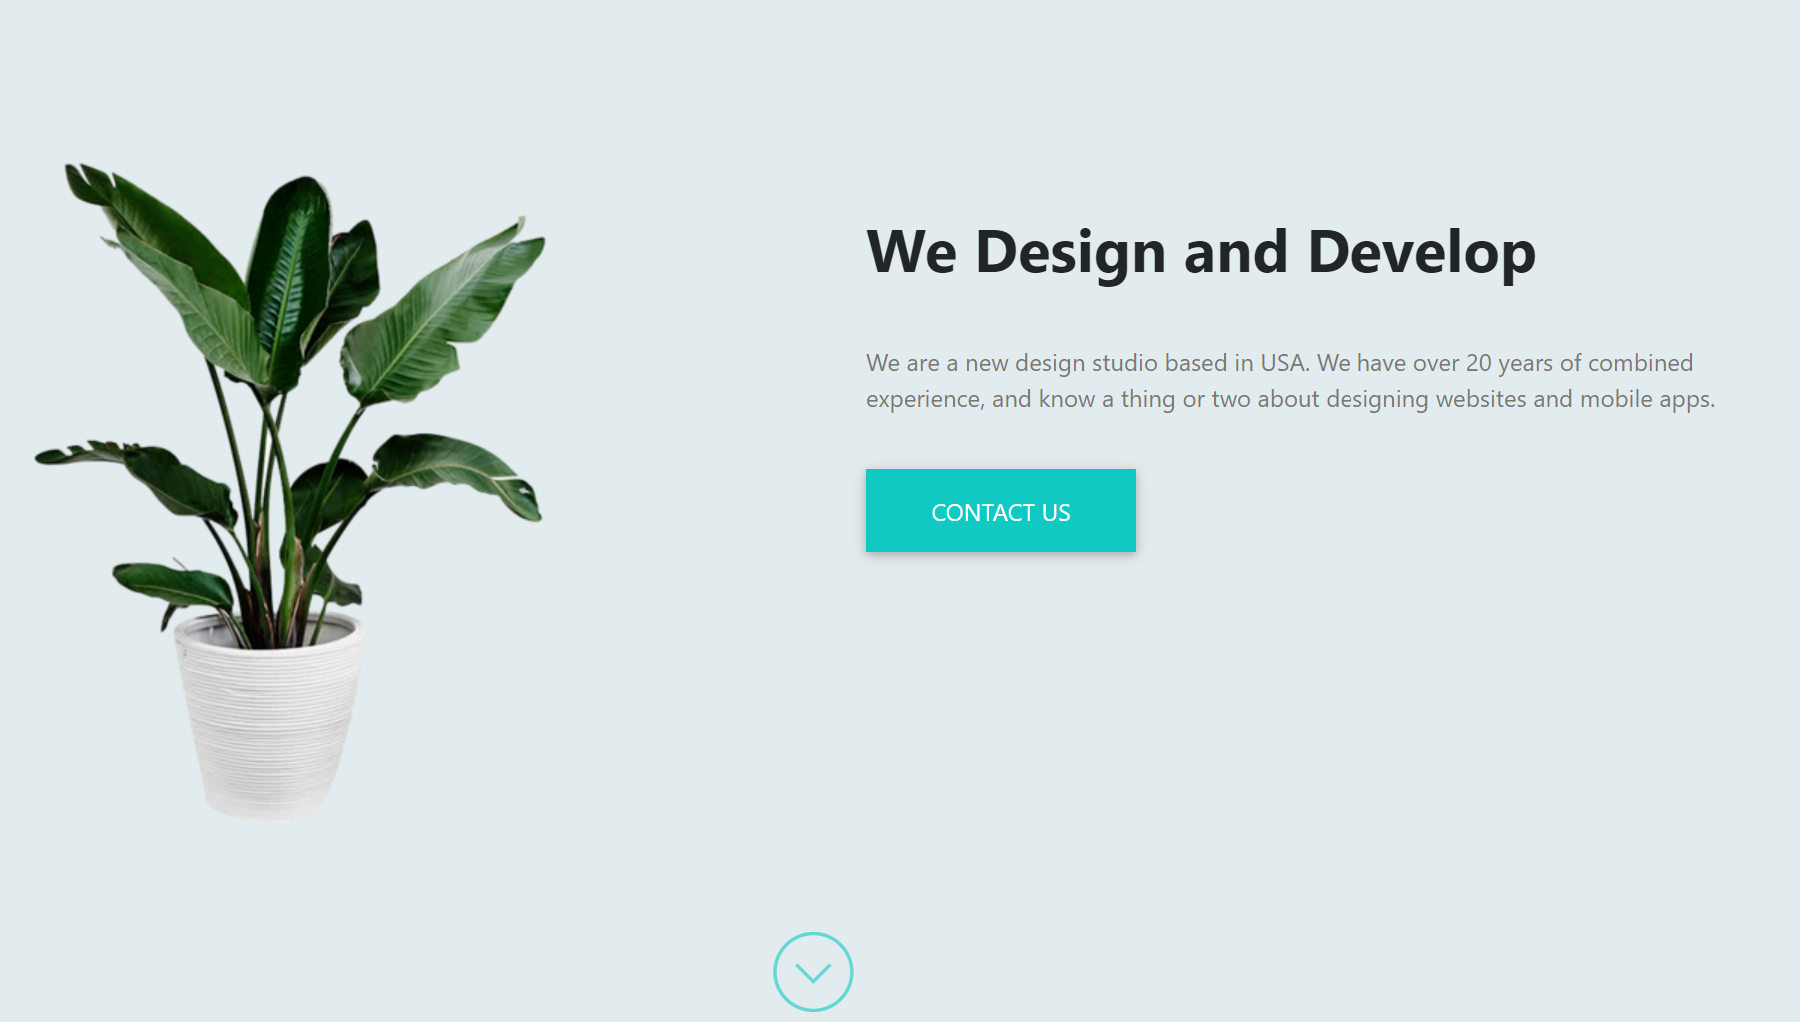 We Design and Develop
We are a new design studio based in USA. We have over 20 years of combined
experience, and know a thing or two about designing websites and mobile apps.
CONTACT US